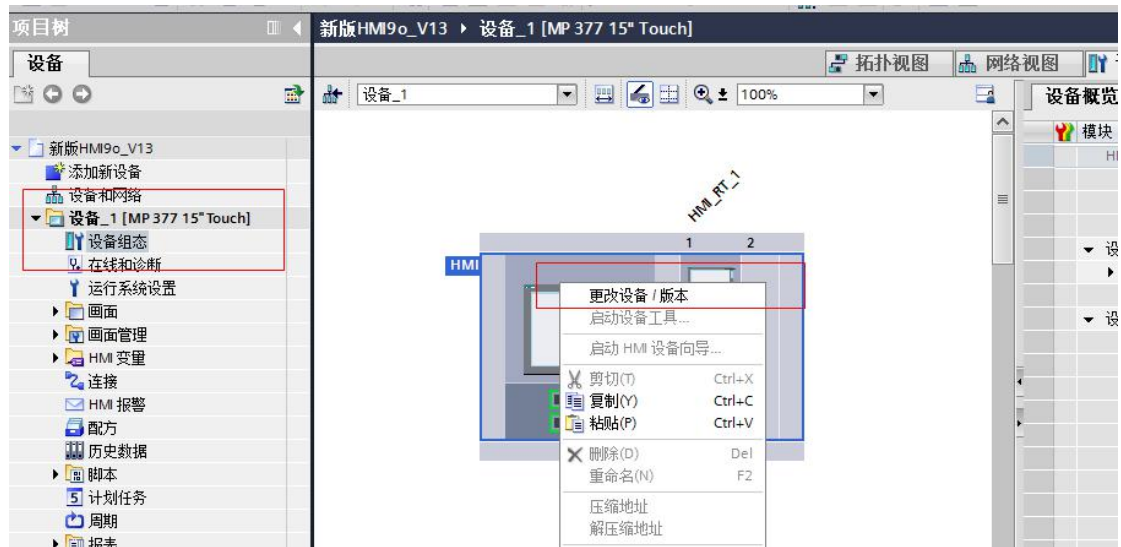 项目树
新版HMI9o_V13 ▸ 设备_1 [MP 377 15" Touch]
设备
拓扑视图
网络视图
设备_1
100%
设备概览
模块
新版HMI9o_V13
添加新设备
设备和网络
设备_1 [MP 377 15" Touch]
设备组态
在线和诊断
运行系统设置
画面
画面管理
HMI 变量
连接
HMI 报警
配方
历史数据
脚本
计划任务
周期
报表
HMI_RT_1
1
2
HMI
更改设备 / 版本
启动设备工具...
启动 HMI 设备向导...
剪切(T) Ctrl+X
复制(Y) Ctrl+C
粘贴(P) Ctrl+V
删除(D) Del
重命名(N) F2
压缩地址
解压缩地址